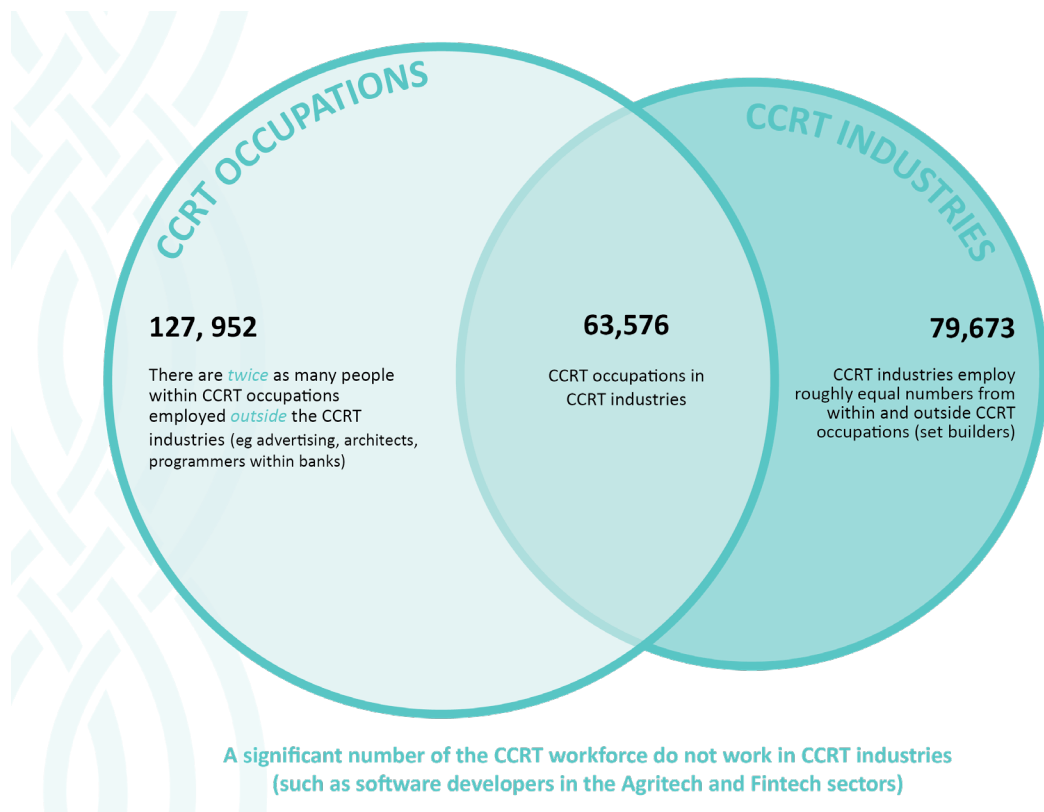 CCRT OCCUPATIONS
CCRT INDUSTRIES
127, 952
There are twice as many people
within CCRT occupations
employed outside the CCRT
industries (eg advertising, architects,
programmers within banks)
63,576
CCRT occupations in
CCRT industries
79,673
CCRT industries employ
roughly equal numbers from
within and outside CCRT
occupations (set builders)
A significant number of the CCRT workforce do not work in CCRT industries
(such as software developers in the Agritech and Fintech sectors)